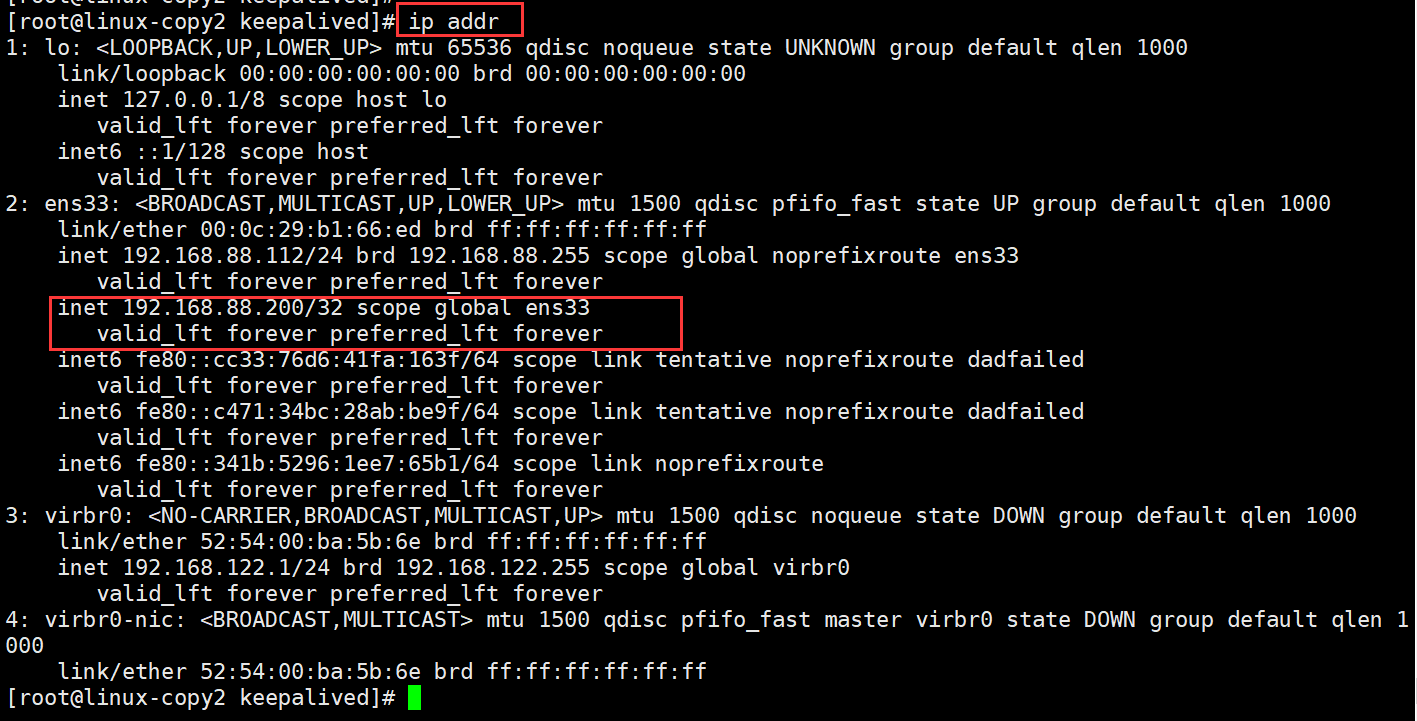 [root@linux-copy2 keepalived]#
[root@linux-copy2 keepalived]# ip addr
1: lo: <LOOPBACK,UP,LOWER_UP> mtu 65536 qdisc noqueue state UNKNOWN group default qlen 1000
    link/loopback 00:00:00:00:00:00 brd 00:00:00:00:00:00
    inet 127.0.0.1/8 scope host lo
       valid_lft forever preferred_lft forever
    inet6 ::1/128 scope host
       valid_lft forever preferred_lft forever
2: ens33: <BROADCAST,MULTICAST,UP,LOWER_UP> mtu 1500 qdisc pfifo_fast state UP group default qlen 1000
    link/ether 00:0c:29:b1:66:ed brd ff:ff:ff:ff:ff:ff
    inet 192.168.88.112/24 brd 192.168.88.255 scope global noprefixroute ens33
       valid_lft forever preferred_lft forever
    inet 192.168.88.200/32 scope global ens33
       valid_lft forever preferred_lft forever
    inet6 fe80::cc33:76d6:41fa:163f/64 scope link tentative noprefixroute dadfailed
       valid_lft forever preferred_lft forever
    inet6 fe80::c471:34bc:28ab:be9f/64 scope link tentative noprefixroute dadfailed
       valid_lft forever preferred_lft forever
    inet6 fe80::341b:5296:1ee7:65b1/64 scope link noprefixroute
       valid_lft forever preferred_lft forever
3: virbr0: <NO-CARRIER,BROADCAST,MULTICAST,UP> mtu 1500 qdisc noqueue state DOWN group default qlen 1000
    link/ether 52:54:00:ba:5b:6e brd ff:ff:ff:ff:ff:ff
    inet 192.168.122.1/24 brd 192.168.122.255 scope global virbr0
       valid_lft forever preferred_lft forever
4: virbr0-nic: <BROADCAST,MULTICAST> mtu 1500 qdisc pfifo_fast master virbr0 state DOWN group default qlen 1
000
    link/ether 52:54:00:ba:5b:6e brd ff:ff:ff:ff:ff:ff
[root@linux-copy2 keepalived]#